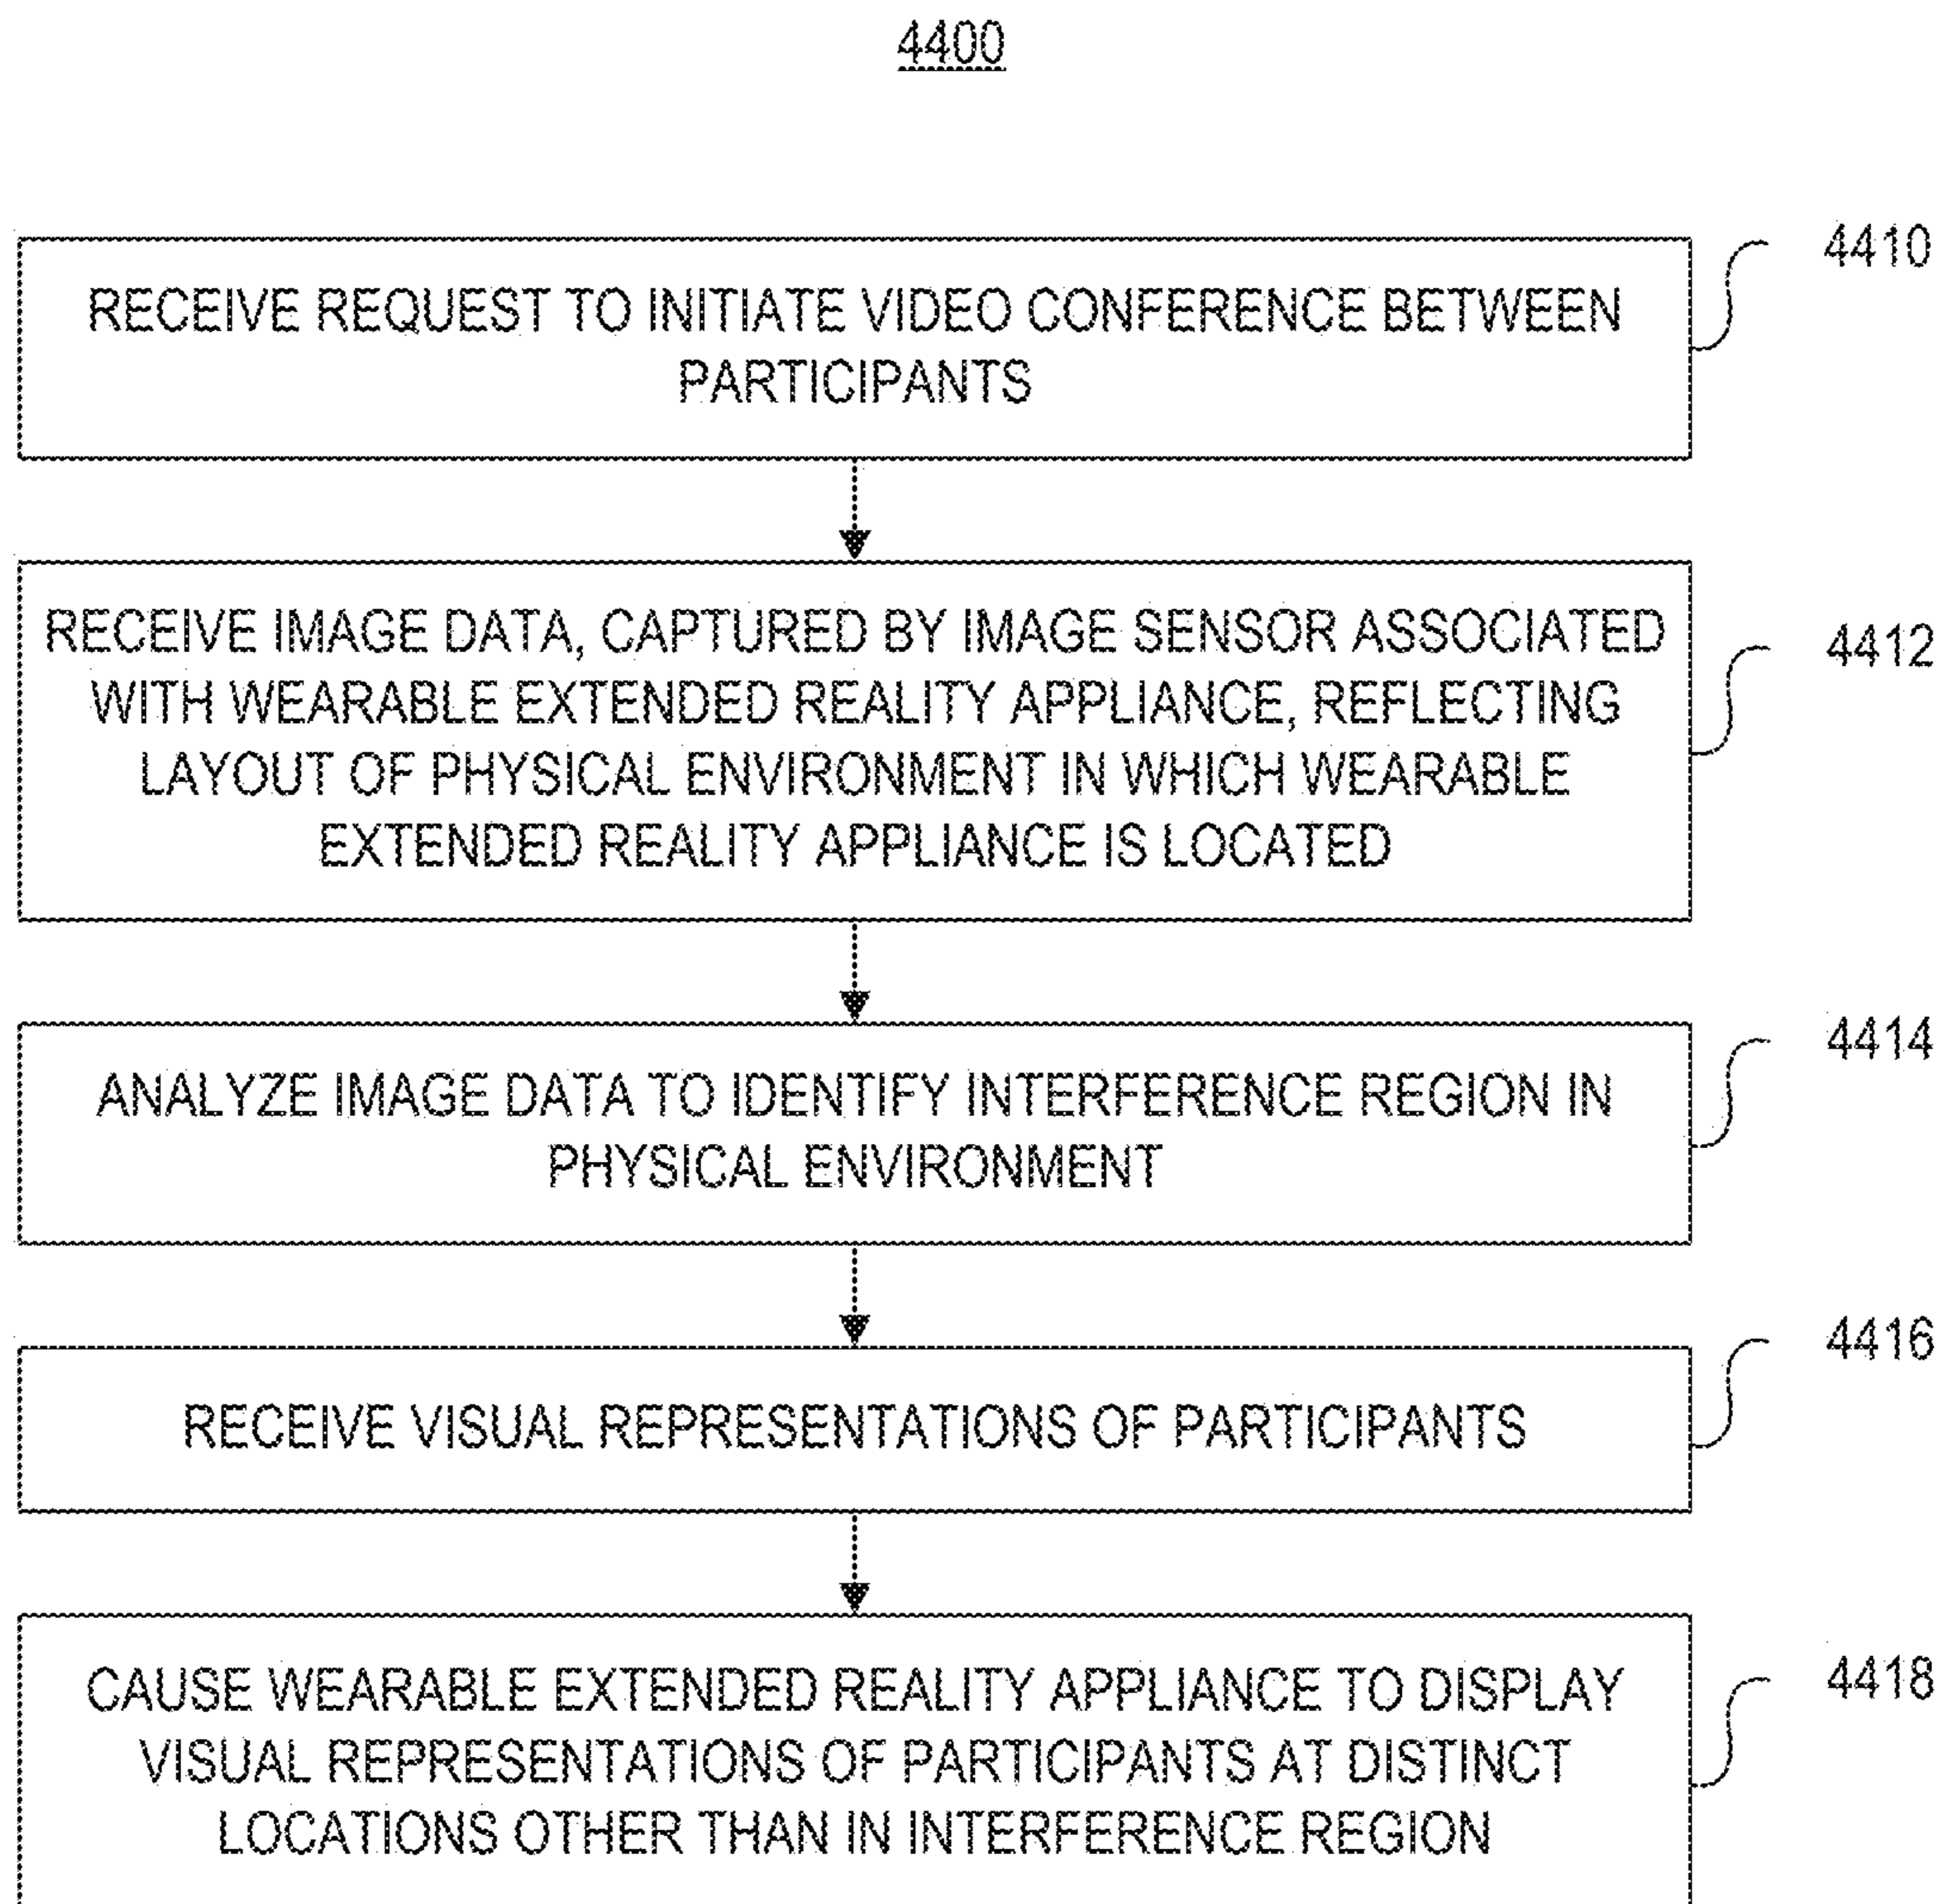 4400
RECEIVE REQUEST TO INITIATE VIDEO CONFERENCE BETWEEN
PARTICIPANTS
4410
RECEIVE IMAGE DATA, CAPTURED BY IMAGE SENSOR ASSOCIATED
WITH WEARABLE EXTENDED REALITY APPLIANCE, REFLECTING
LAYOUT OF PHYSICAL ENVIRONMENT IN WHICH WEARABLE
EXTENDED REALITY APPLIANCE IS LOCATED
4412
ANALYZE IMAGE DATA TO IDENTIFY INTERFERENCE REGION IN
PHYSICAL ENVIRONMENT
4414
RECEIVE VISUAL REPRESENTATIONS OF PARTICIPANTS
4416
CAUSE WEARABLE EXTENDED REALITY APPLIANCE TO DISPLAY
VISUAL REPRESENTATIONS OF PARTICIPANTS AT DISTINCT
LOCATIONS OTHER THAN IN INTERFERENCE REGION
4418